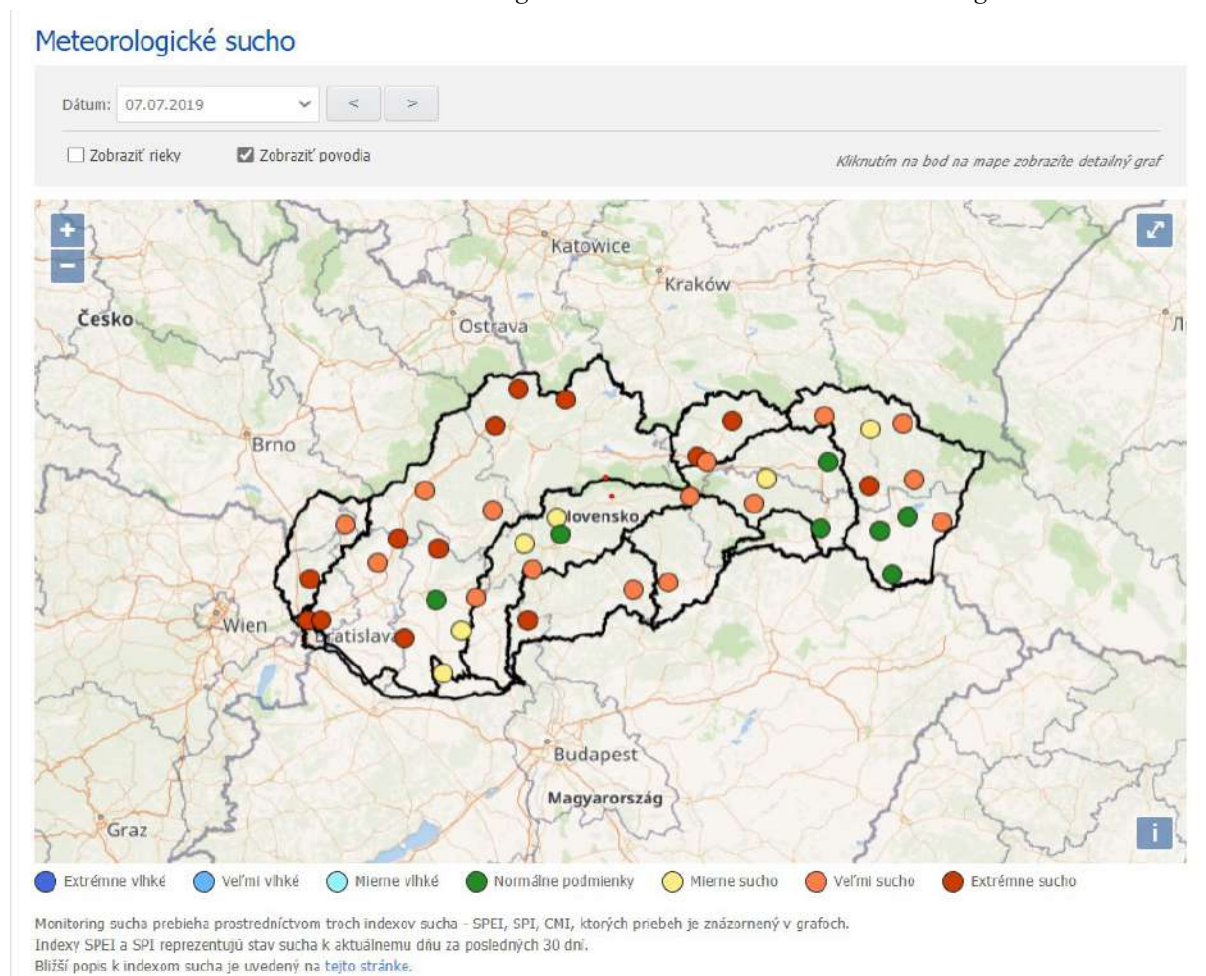 Meteorologické sucho
Dátum: 07.07.2019 < >
Zobraziť rieky Zobraziť povodia
Kliknutím na bod na mape zobrazíte detailný graf
+
−
Katowice
Kraków
Česko
Ostrava
Brno
lovensko
Wien
Bratislava
Budapest
Magyarország
Graz
i
Extrémne vlhké Veľmi vlhké Mierne vlhké Normálne podmienky Mierne sucho Veľmi sucho Extrémne sucho
Monitoring sucha prebieha prostredníctvom troch indexov sucha - SPEI, SPI, CMI, ktorých priebeh je znázornený v grafoch.
Indexy SPEI a SPI reprezentujú stav sucha k aktuálnemu dňu za posledných 30 dní.
Bližší popis k indexom sucha je uvedený na tejto stránke.